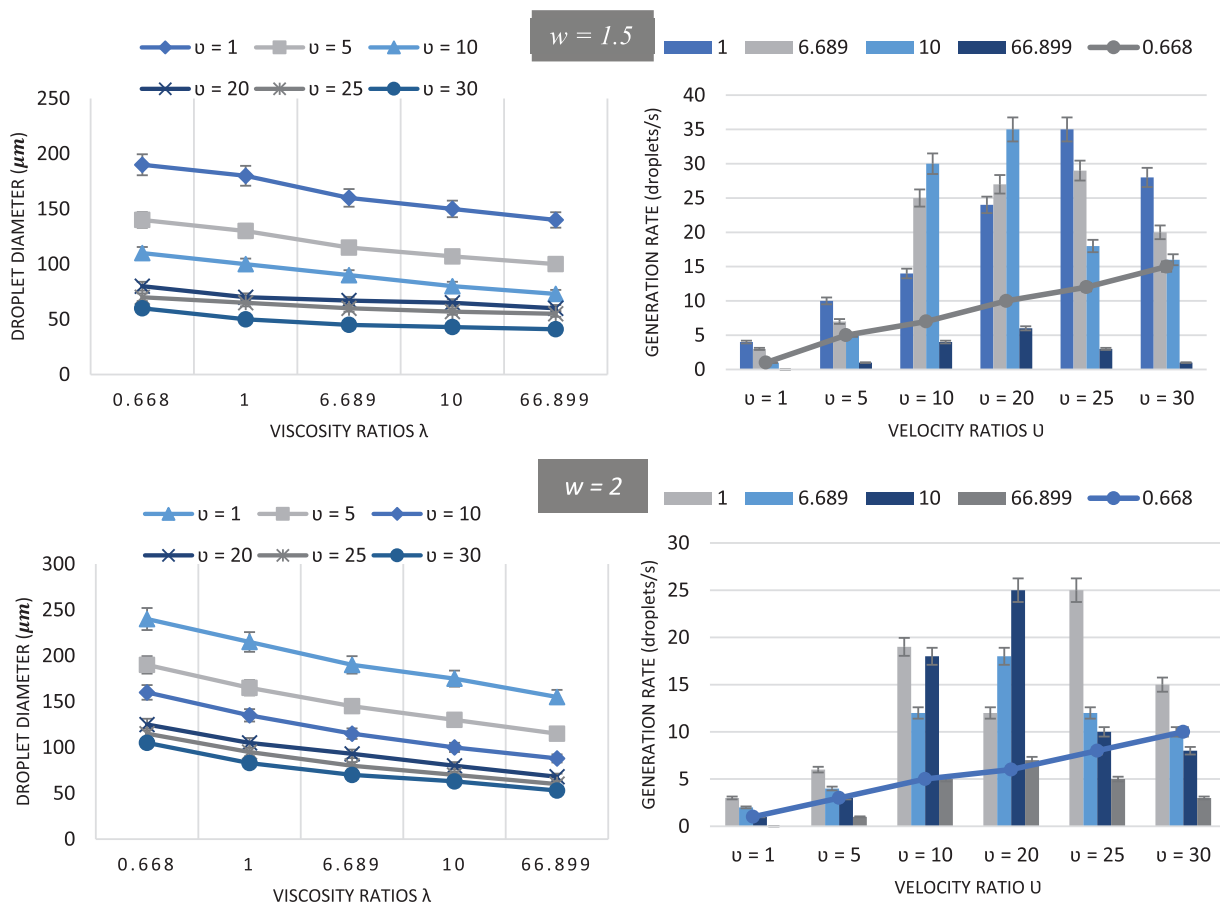 w = 1.5
υ = 1 υ = 5 υ = 10
υ = 20 υ = 25 υ = 30
250
200
150
100
50
0
DROPLET DIAMETER (μm)
0.668 1 6.689 10 66.899
VISCOSITY RATIOS λ
1 6.689 10 66.899 0.668
40
35
30
25
20
15
10
5
0
GENERATION RATE (droplets/s)
υ = 1 υ = 5 υ = 10 υ = 20 υ = 25 υ = 30
VELOCITY RATIOS U
w = 2
υ = 1 υ = 5 υ = 10
υ = 20 υ = 25 υ = 30
300
250
200
150
100
50
0
DROPLET DIAMETER (μm)
0.668 1 6.689 10 66.899
VISCOSITY RATIOS λ
1 6.689 10 66.899 0.668
30
25
20
15
10
5
0
GENERATION RATE (droplets/s)
υ = 1 υ = 5 υ = 10 υ = 20 υ = 25 υ = 30
VELOCITY RATIO U